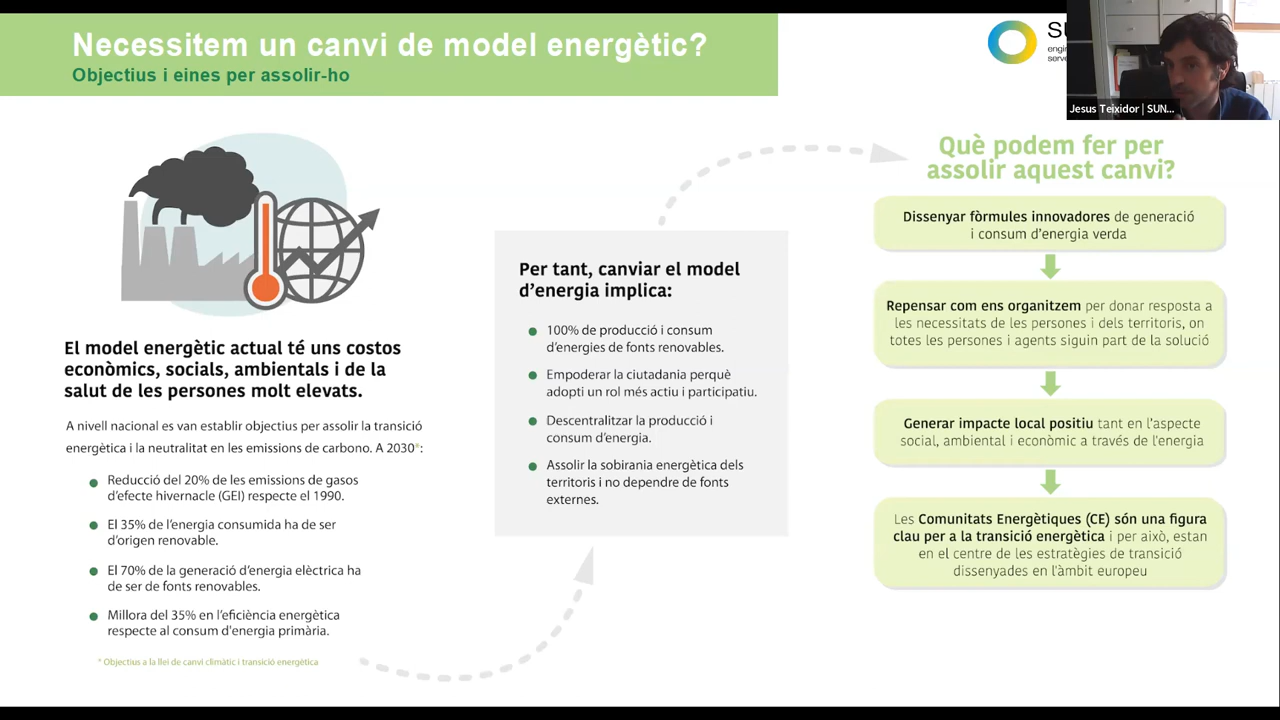 Necessitem un canvi de model energètic?
Objectius i eines per assolir-ho
Jesus Teixidor | SUN...
El model energètic actual té uns costos
econòmics, socials, ambientals i de la
salut de les persones molt elevats.
A nivell nacional es van establir objectius per assolir la transició
energètica i la neutralitat en les emissions de carbono. A 2030*:
Reducció del 20% de les emissions de gasos
d'efecte hivernacle (GEI) respecte el 1990.
El 35% de l'energia consumida ha de ser
d'origen renovable.
El 70% de la generació d'energia elèctrica ha
de ser de fonts renovables.
Millora del 35% en l'eficiència energètica
respecte al consum d'energia primària.
* Objectius a la llei de canvi climàtic i transició energètica
Per tant, canviar el model
d'energia implica:
100% de producció i consum
d'energies de fonts renovables.
Empoderar la ciutadania perquè
adopti un rol més actiu i participatiu.
Descentralitzar la producció i
consum d'energia.
Assolir la sobirania energètica dels
territoris i no dependre de fonts
externes.
Què podem fer per
assolir aquest canvi?
Dissenyar fòrmules innovadores de generació
i consum d'energia verda
Repensar com ens organitzem per donar resposta a
les necessitats de les persones i dels territoris, on
totes les persones i agents siguin part de la solució
Generar impacte local positiu tant en l'aspecte
social, ambiental i econòmic a través de l'energia
Les Comunitats Energètiques (CE) són una figura
clau per a la transició energètica i per això, estan
en el centre de les estratègies de transició
dissenyades en l'àmbit europeu